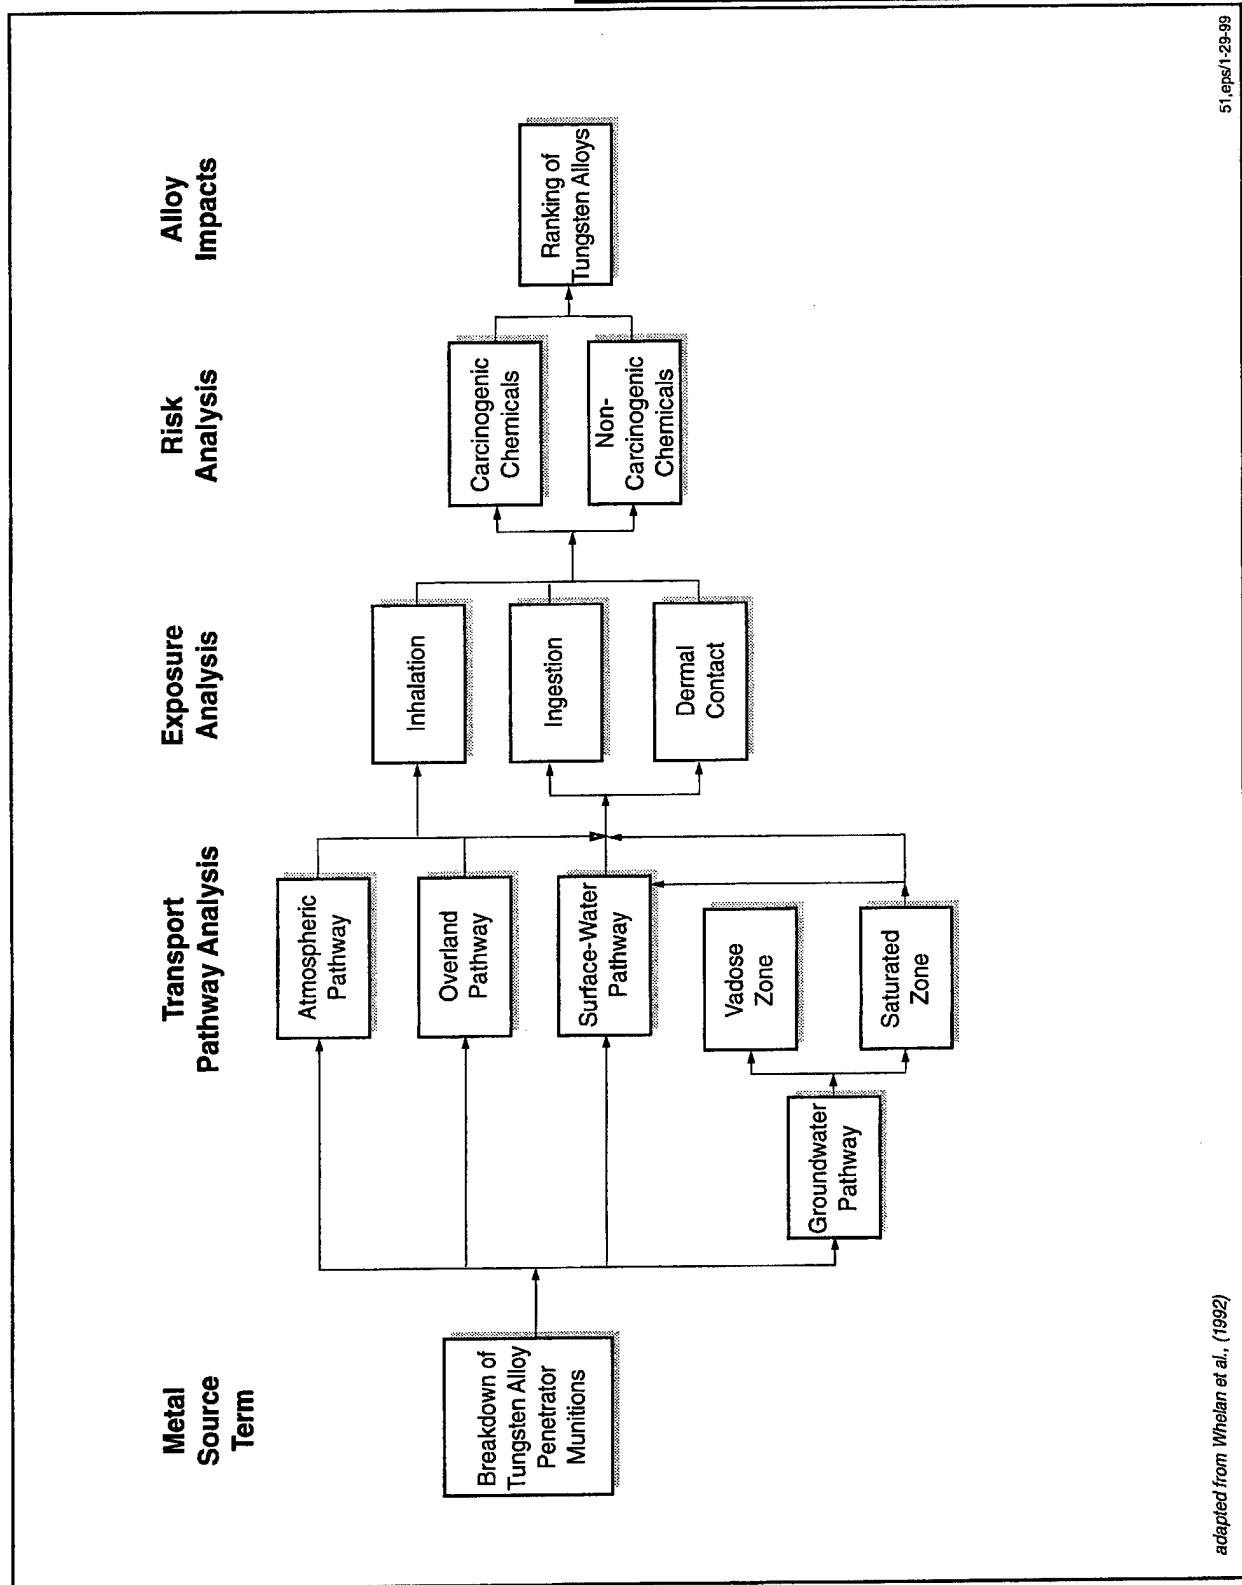 Metal
Source
Term
Transport
Pathway Analysis
Exposure
Analysis
Risk
Analysis
Alloy
Impacts
Breakdown of
Tungsten Alloy
Penetrator
Munitions
Atmospheric
Pathway
Overland
Pathway
Surface-Water
Pathway
Groundwater
Pathway
Vadose
Zone
Saturated
Zone
Inhalation
Ingestion
Dermal
Contact
Carcinogenic
Chemicals
Non-
Carcinogenic
Chemicals
Ranking of
Tungsten Alloys
adapted from Whelan et al., (1992)
51,eps/1-29-99